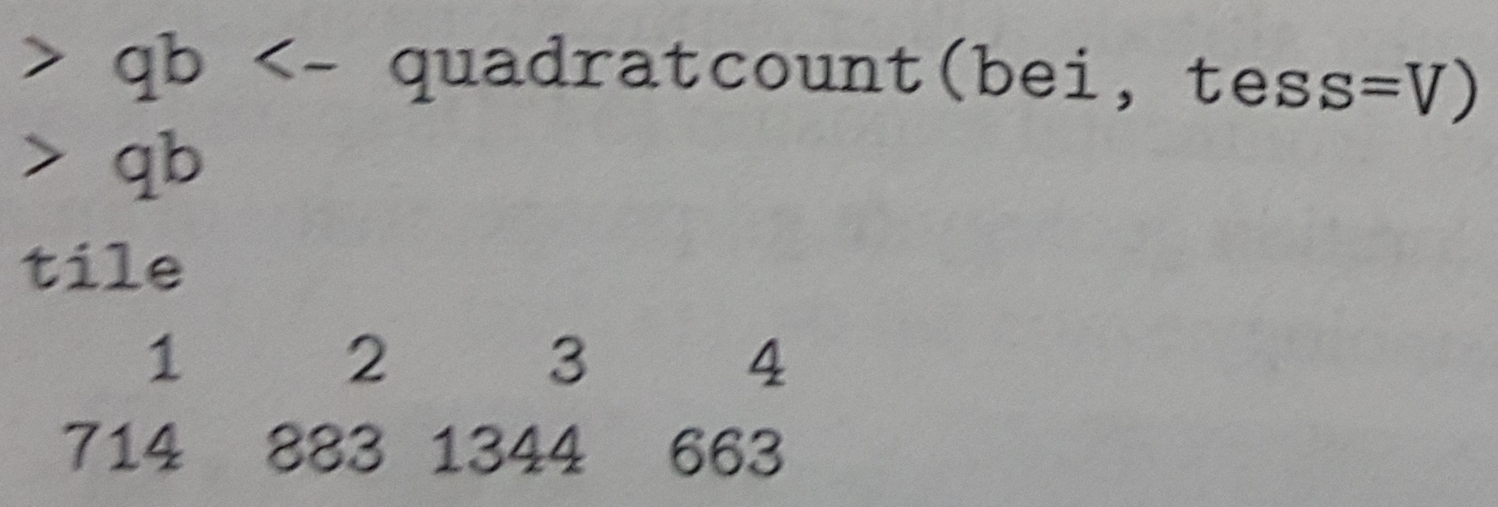 > qb <- quadratcount(bei, tess=V)
> qb
tile
1 2 3 4
714 883 1344 663